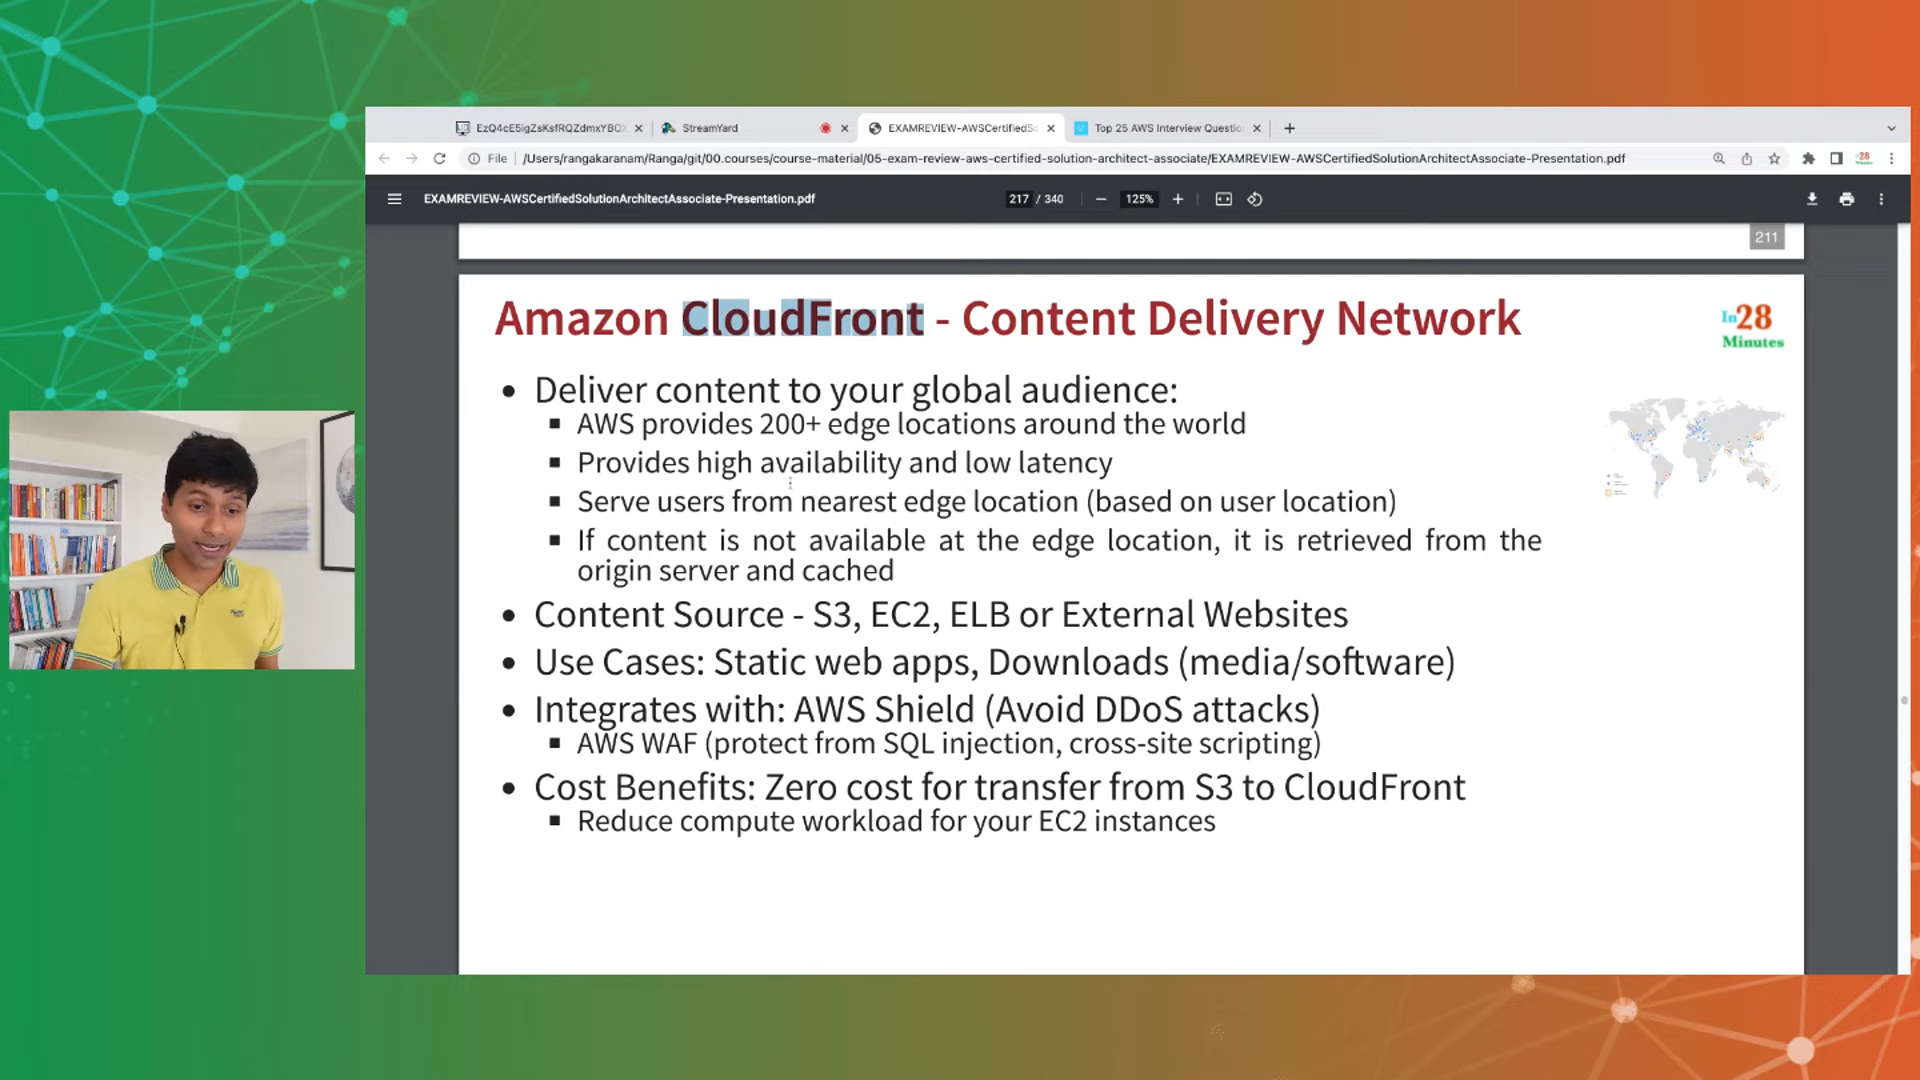 EzQ4cE5igZsKsfRQZdmxYBQX
StreamYard
EXAMREVIEW-AWSCertifiedSo
Top 25 AWS Interview Question
File
/Users/rangakaranam/Ranga/git/00.courses/course-material/05-exam-review-aws-certified-solution-architect-associate/EXAMREVIEW-AWSCertifiedSolutionArchitectAssociate-Presentation.pdf
EXAMREVIEW-AWSCertifiedSolutionArchitectAssociate-Presentation.pdf
217 / 340
125%
211
Amazon CloudFront - Content Delivery Network
In28
Minutes
• Deliver content to your global audience:
▪ AWS provides 200+ edge locations around the world
▪ Provides high availability and low latency
▪ Serve users from nearest edge location (based on user location)
▪ If content is not available at the edge location, it is retrieved from the
origin server and cached
• Content Source - S3, EC2, ELB or External Websites
• Use Cases: Static web apps, Downloads (media/software)
• Integrates with: AWS Shield (Avoid DDoS attacks)
▪ AWS WAF (protect from SQL injection, cross-site scripting)
• Cost Benefits: Zero cost for transfer from S3 to CloudFront
▪ Reduce compute workload for your EC2 instances